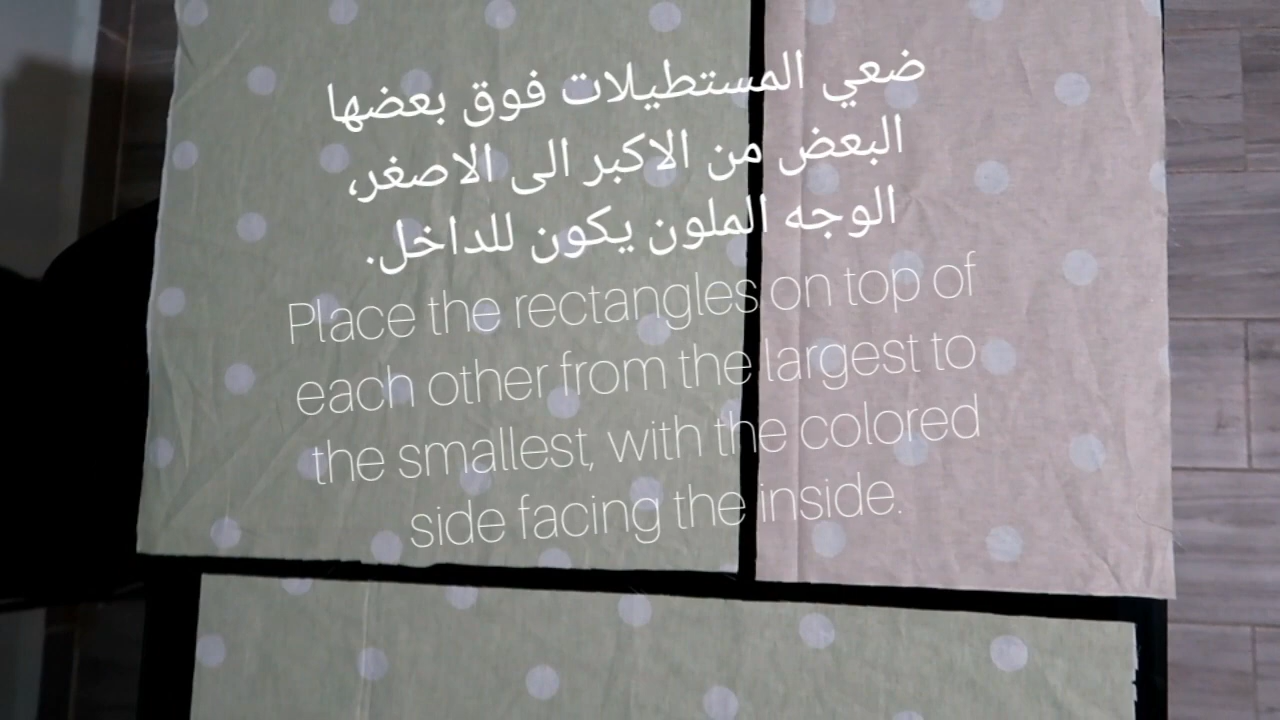 ضعي المستطيلات فوق بعضها
البعض من الاكبر الى الاصغر،
الوجه الملون يكون للداخل.
Place the rectangles on top of
each other from the largest to
the smallest, with the colored
side facing the inside.